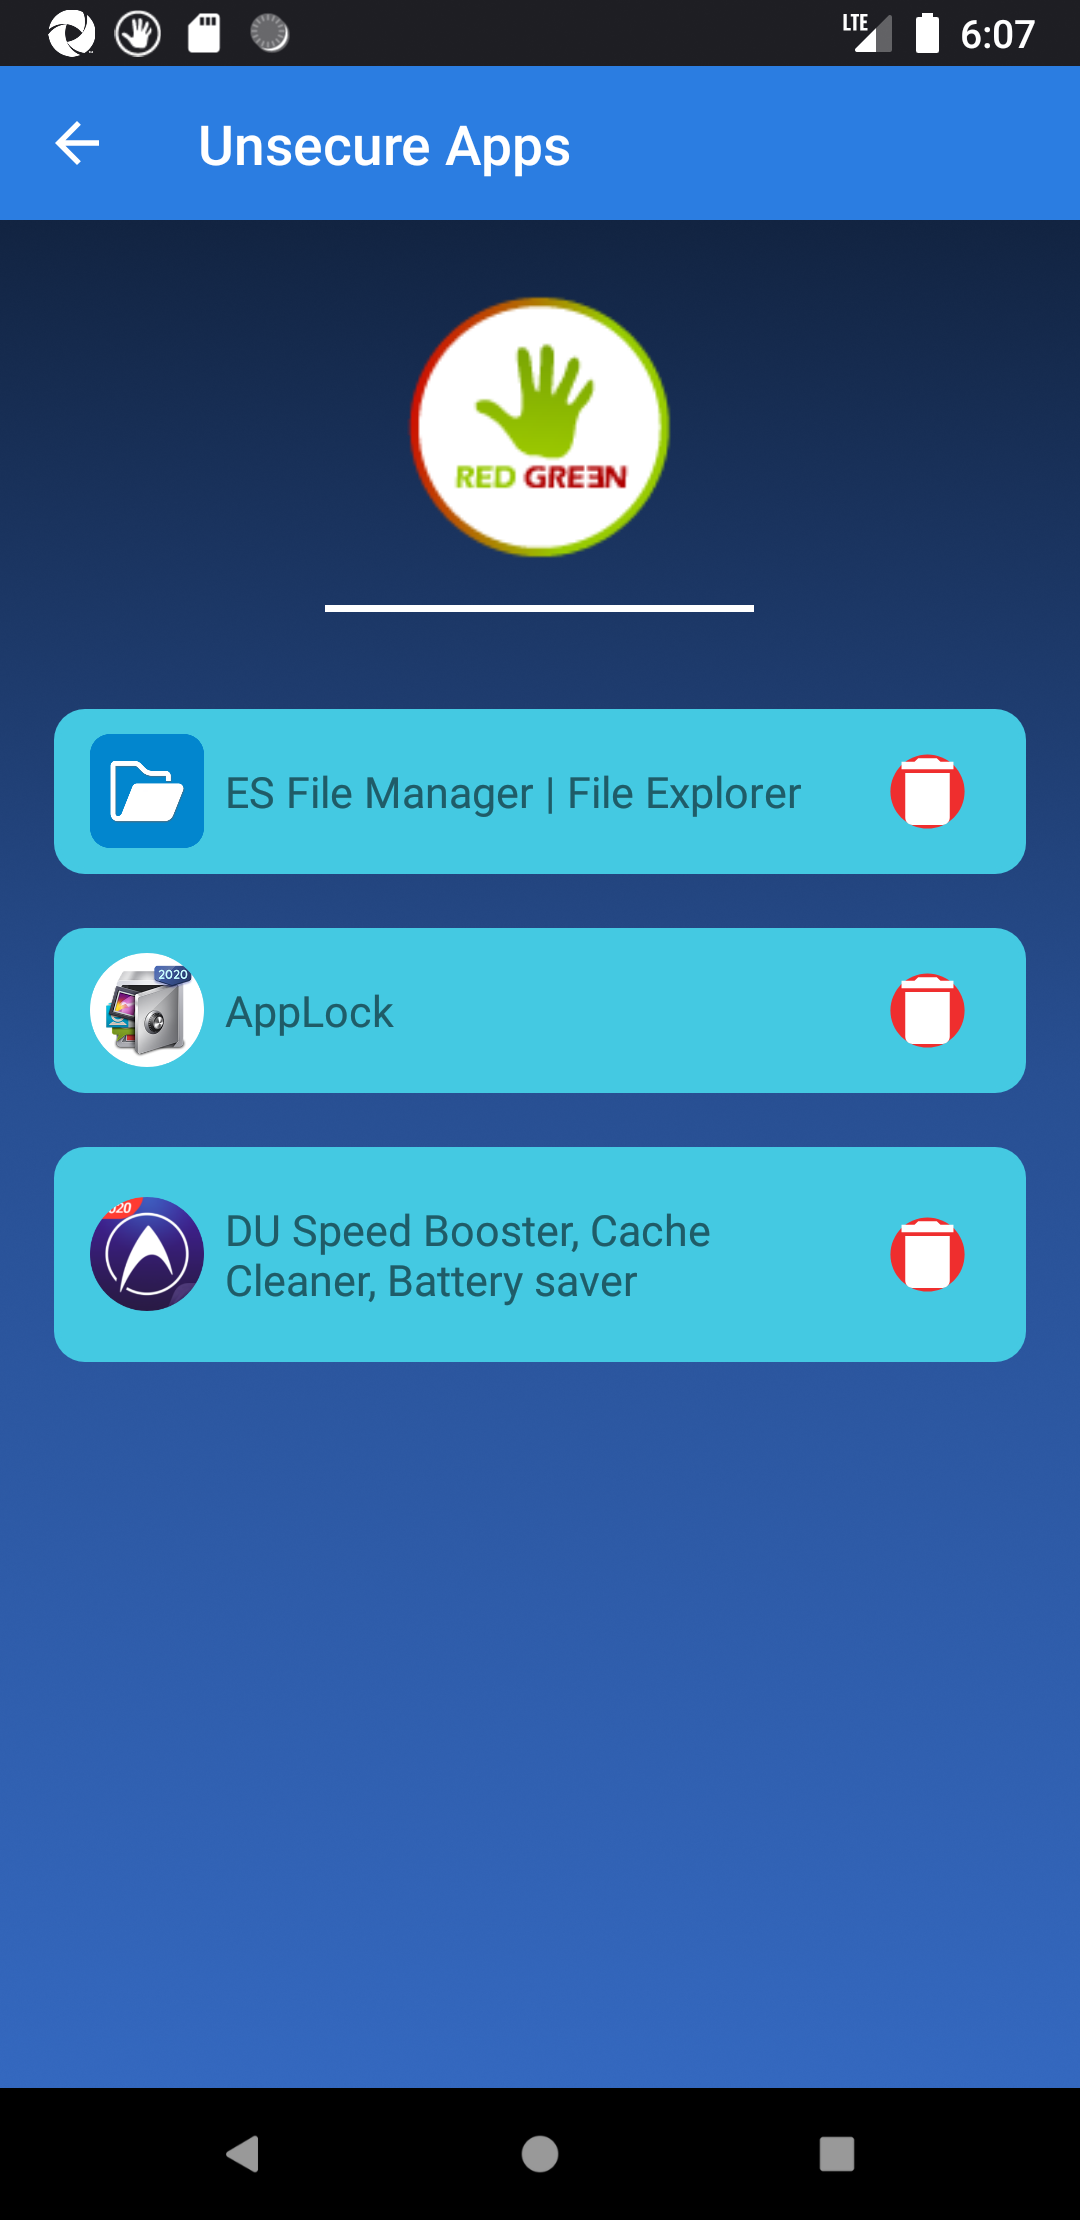 LTE 6:07
Unsecure Apps
RED GREEN
ES File Manager | File Explorer
2020
AppLock
020
DU Speed Booster, Cache
Cleaner, Battery saver